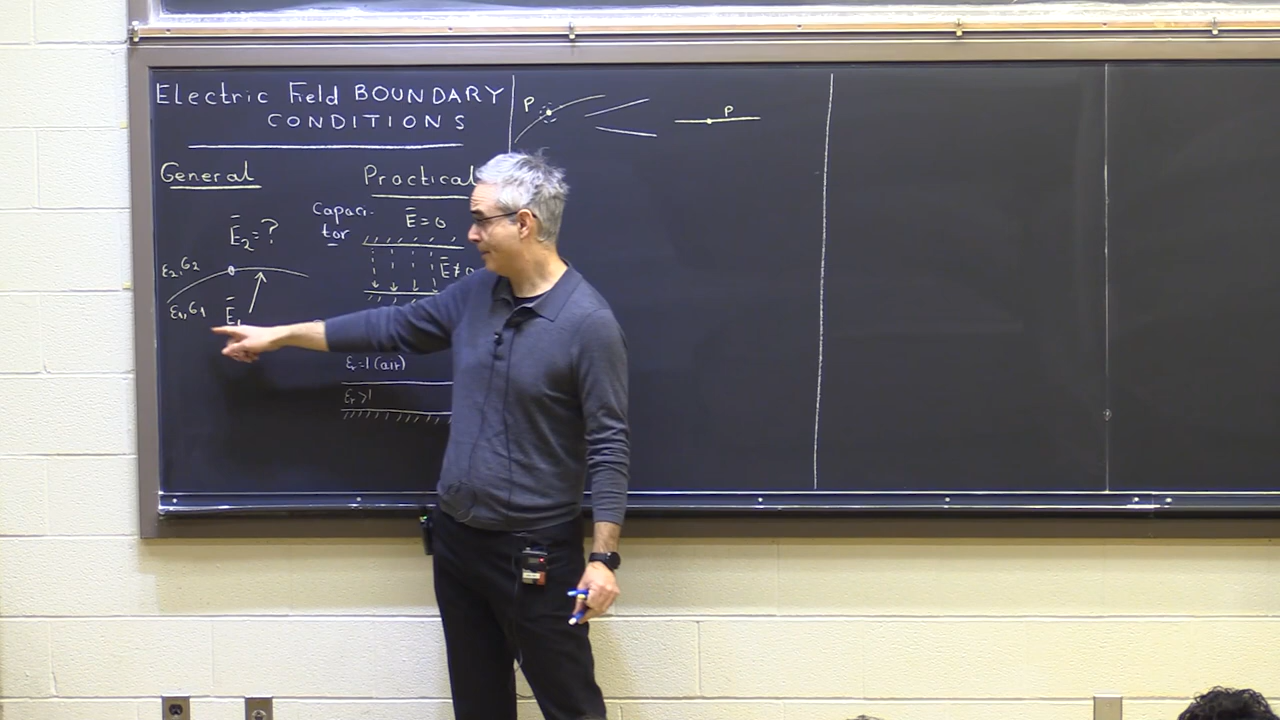 Electric Field BOUNDARY
CONDITIONS
General
Practical
Ē₂=?
ε₂,σ₂
ε₁,σ₁
Ē₁
Capaci-
tor
Ē=0
Ē≠0
εᵣ=1 (air)
εᵣ>1
P
P